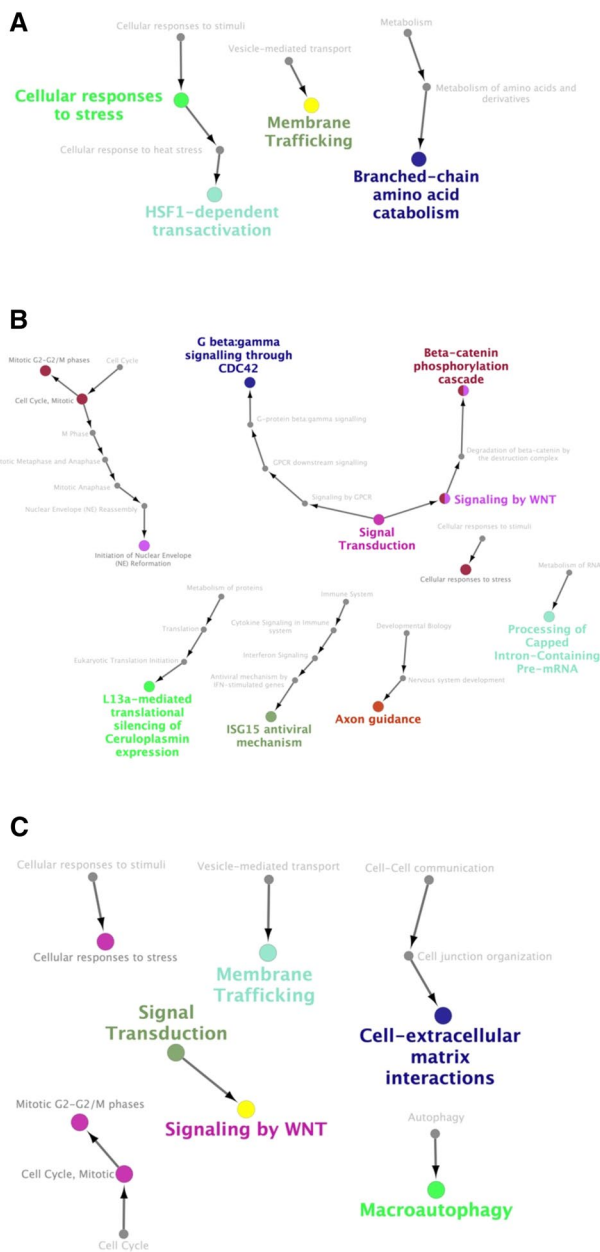 A
Cellular responses to stimuli
Vesicle-mediated transport
Metabolism
Cellular responses
to stress
Metabolism of amino acids and
derivatives
Membrane
Trafficking
Cellular response to heat stress
Branched-chain
amino acid
catabolism
HSF1-dependent
transactivation
B
G beta:gamma
signalling through
CDC42
Beta-catenin
phosphorylation
cascade
Mitotic G2-G2/M phases
Cell Cycle
Cell Cycle, Mitotic
M Phase
G-protein beta:gamma signalling
otic Metaphase and Anaphase
Mitotic Anaphase
GPCR downstream signalling
Degradation of beta-catenin by
the destruction complex
Nuclear Envelope (NE) Reassembly
Signaling by GPCR
Signaling by WNT
Signal
Transduction
Initiation of Nuclear Envelope
(NE) Reformation
Cellular responses to stimuli
Cellular responses to stress
Metabolism of RNA
Processing of
Capped
Intron-Containing
Pre-mRNA
Metabolism of proteins
Translation
Eukaryotic Translation Initiation
L13a-mediated
translational
silencing of
Ceruloplasmin
expression
Immune System
Cytokine Signaling in Immune
system
Interferon Signaling
Antiviral mechanism by
IFN-stimulated genes
ISG15 antiviral
mechanism
Developmental Biology
Nervous system development
Axon guidance
C
Cellular responses to stimuli
Vesicle-mediated transport
Cell-Cell communication
Cellular responses to stress
Membrane
Trafficking
Cell junction organization
Signal
Transduction
Cell-extracellular
matrix
interactions
Signaling by WNT
Mitotic G2-G2/M phases
Cell Cycle, Mitotic
Cell Cycle
Autophagy
Macroautophagy